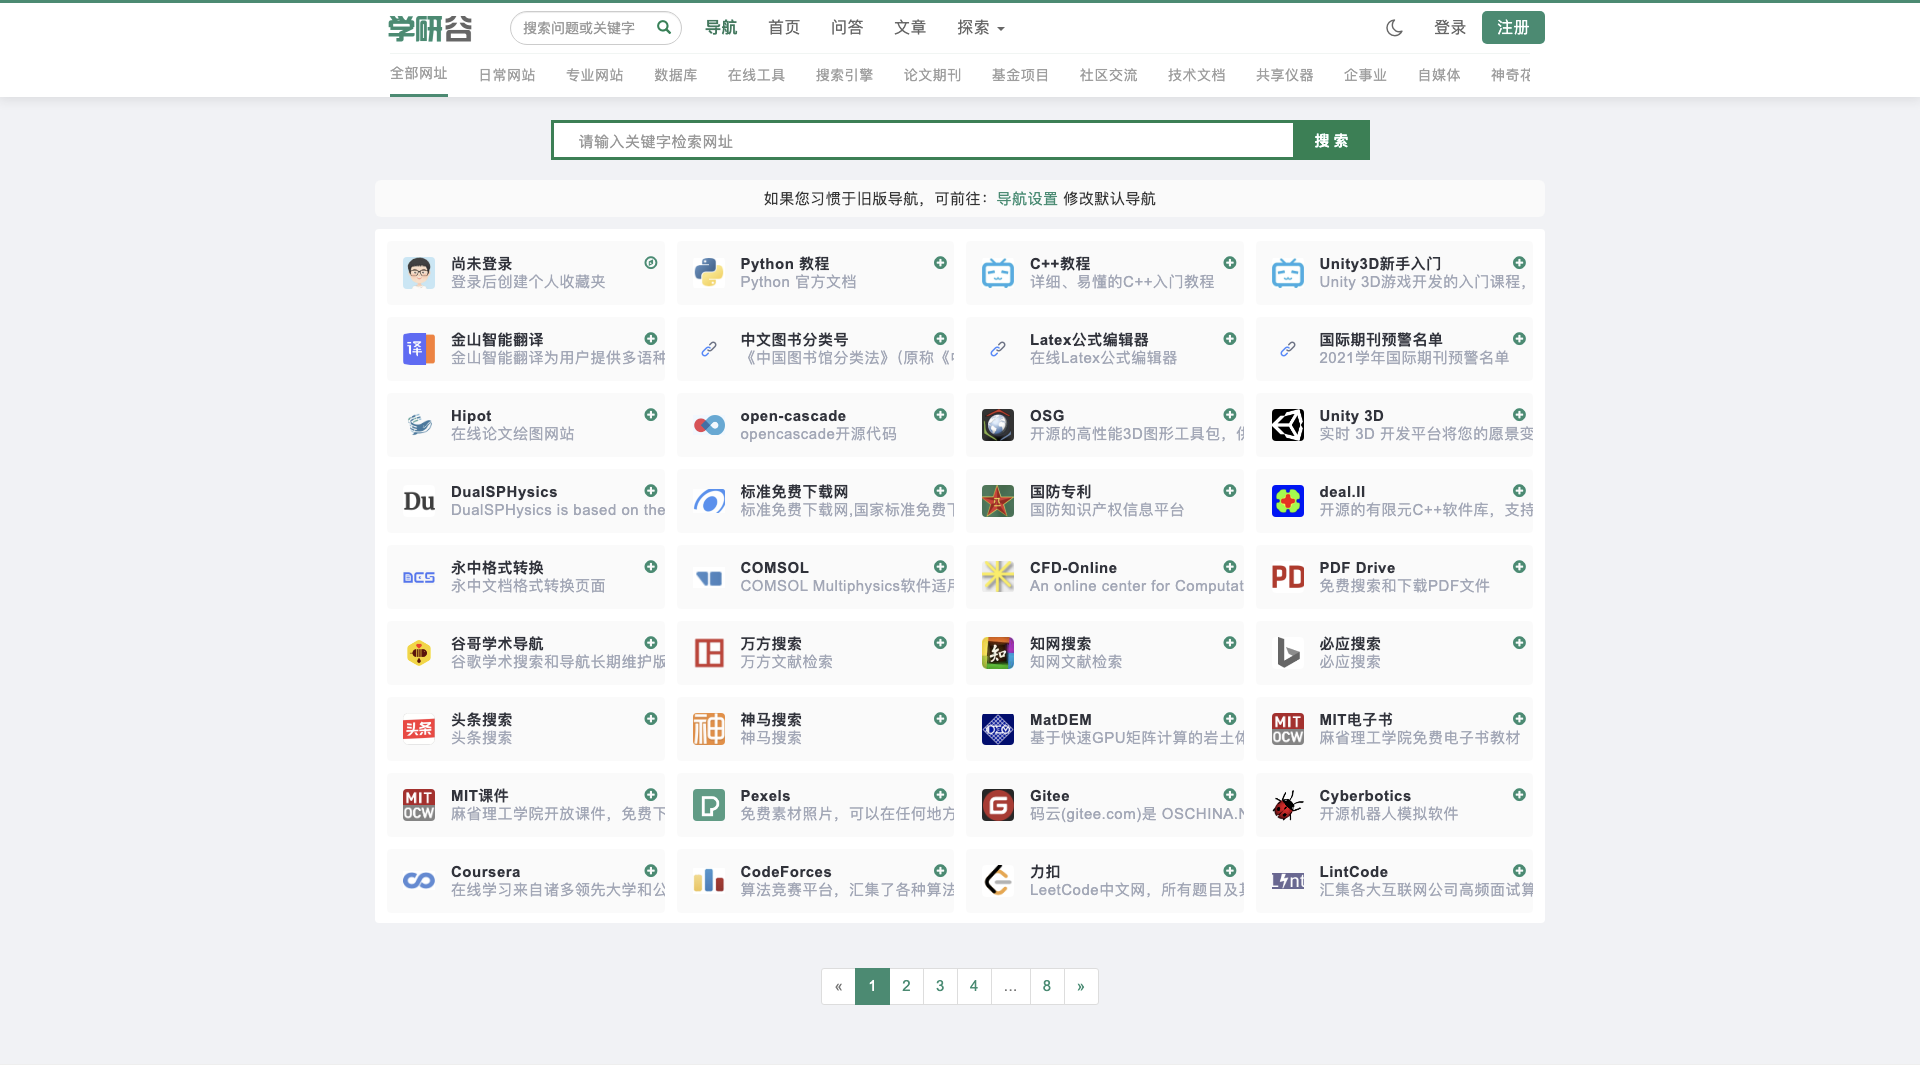 学研谷
搜索问题或关键字
导航
首页
问答
文章
探索
登录
注册
全部网址
日常网站
专业网站
数据库
在线工具
搜索引擎
论文期刊
基金项目
社区交流
技术文档
共享仪器
企事业
自媒体
神奇花
请输入关键字检索网址
搜 索
如果您习惯于旧版导航，可前往：导航设置 修改默认导航
尚未登录
登录后创建个人收藏夹
Python 教程
Python 官方文档
C++教程
详细、易懂的C++入门教程
Unity3D新手入门
Unity 3D游戏开发的入门课程，
译
金山智能翻译
金山智能翻译为用户提供多语种
中文图书分类号
《中国图书馆分类法》（原称《中
Latex公式编辑器
在线Latex公式编辑器
国际期刊预警名单
2021学年国际期刊预警名单
Hipot
在线论文绘图网站
open-cascade
opencascade开源代码
OSG
开源的高性能3D图形工具包，供
Unity 3D
实时 3D 开发平台将您的愿景变
Du
DualSPHysics
DualSPHysics is based on the
标准免费下载网
标准免费下载网,国家标准免费下
国防专利
国防知识产权信息平台
deal.II
开源的有限元C++软件库，支持
DCS
永中格式转换
永中文档格式转换页面
COMSOL
COMSOL Multiphysics软件适用
CFD-Online
An online center for Computat
PD
PDF Drive
免费搜索和下载PDF文件
谷哥学术导航
谷歌学术搜索和导航长期维护版
万方搜索
万方文献检索
知
知网搜索
知网文献检索
必应搜索
必应搜索
头条
头条搜索
头条搜索
神
神马搜索
神马搜索
DEM
MatDEM
基于快速GPU矩阵计算的岩土体
MIT
OCW
MIT电子书
麻省理工学院免费电子书教材
MIT
OCW
MIT课件
麻省理工学院开放课件，免费下
Pexels
免费素材照片，可以在任何地方
G
Gitee
码云(gitee.com)是 OSCHINA.N
Cyberbotics
开源机器人模拟软件
Coursera
在线学习来自诸多领先大学和公
CodeForces
算法竞赛平台，汇集了各种算法
力扣
LeetCode中文网，所有题目及其
Lint
LintCode
汇集各大互联网公司高频面试算
« 1 2 3 4 ... 8 »